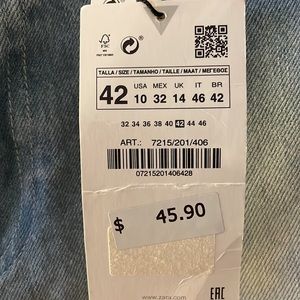 FSC
TALLA / SIZE / TAMANHO / TAILLE / MAAT / ΜΕΓΕΘΟΣ
42
USA MEX UK IT BR
10 32 14 46 42
32 34 36 38 40 42 44 46
ART.: 7215/201/406
07215201406428
$ 45.90
www.zara.com
EAC